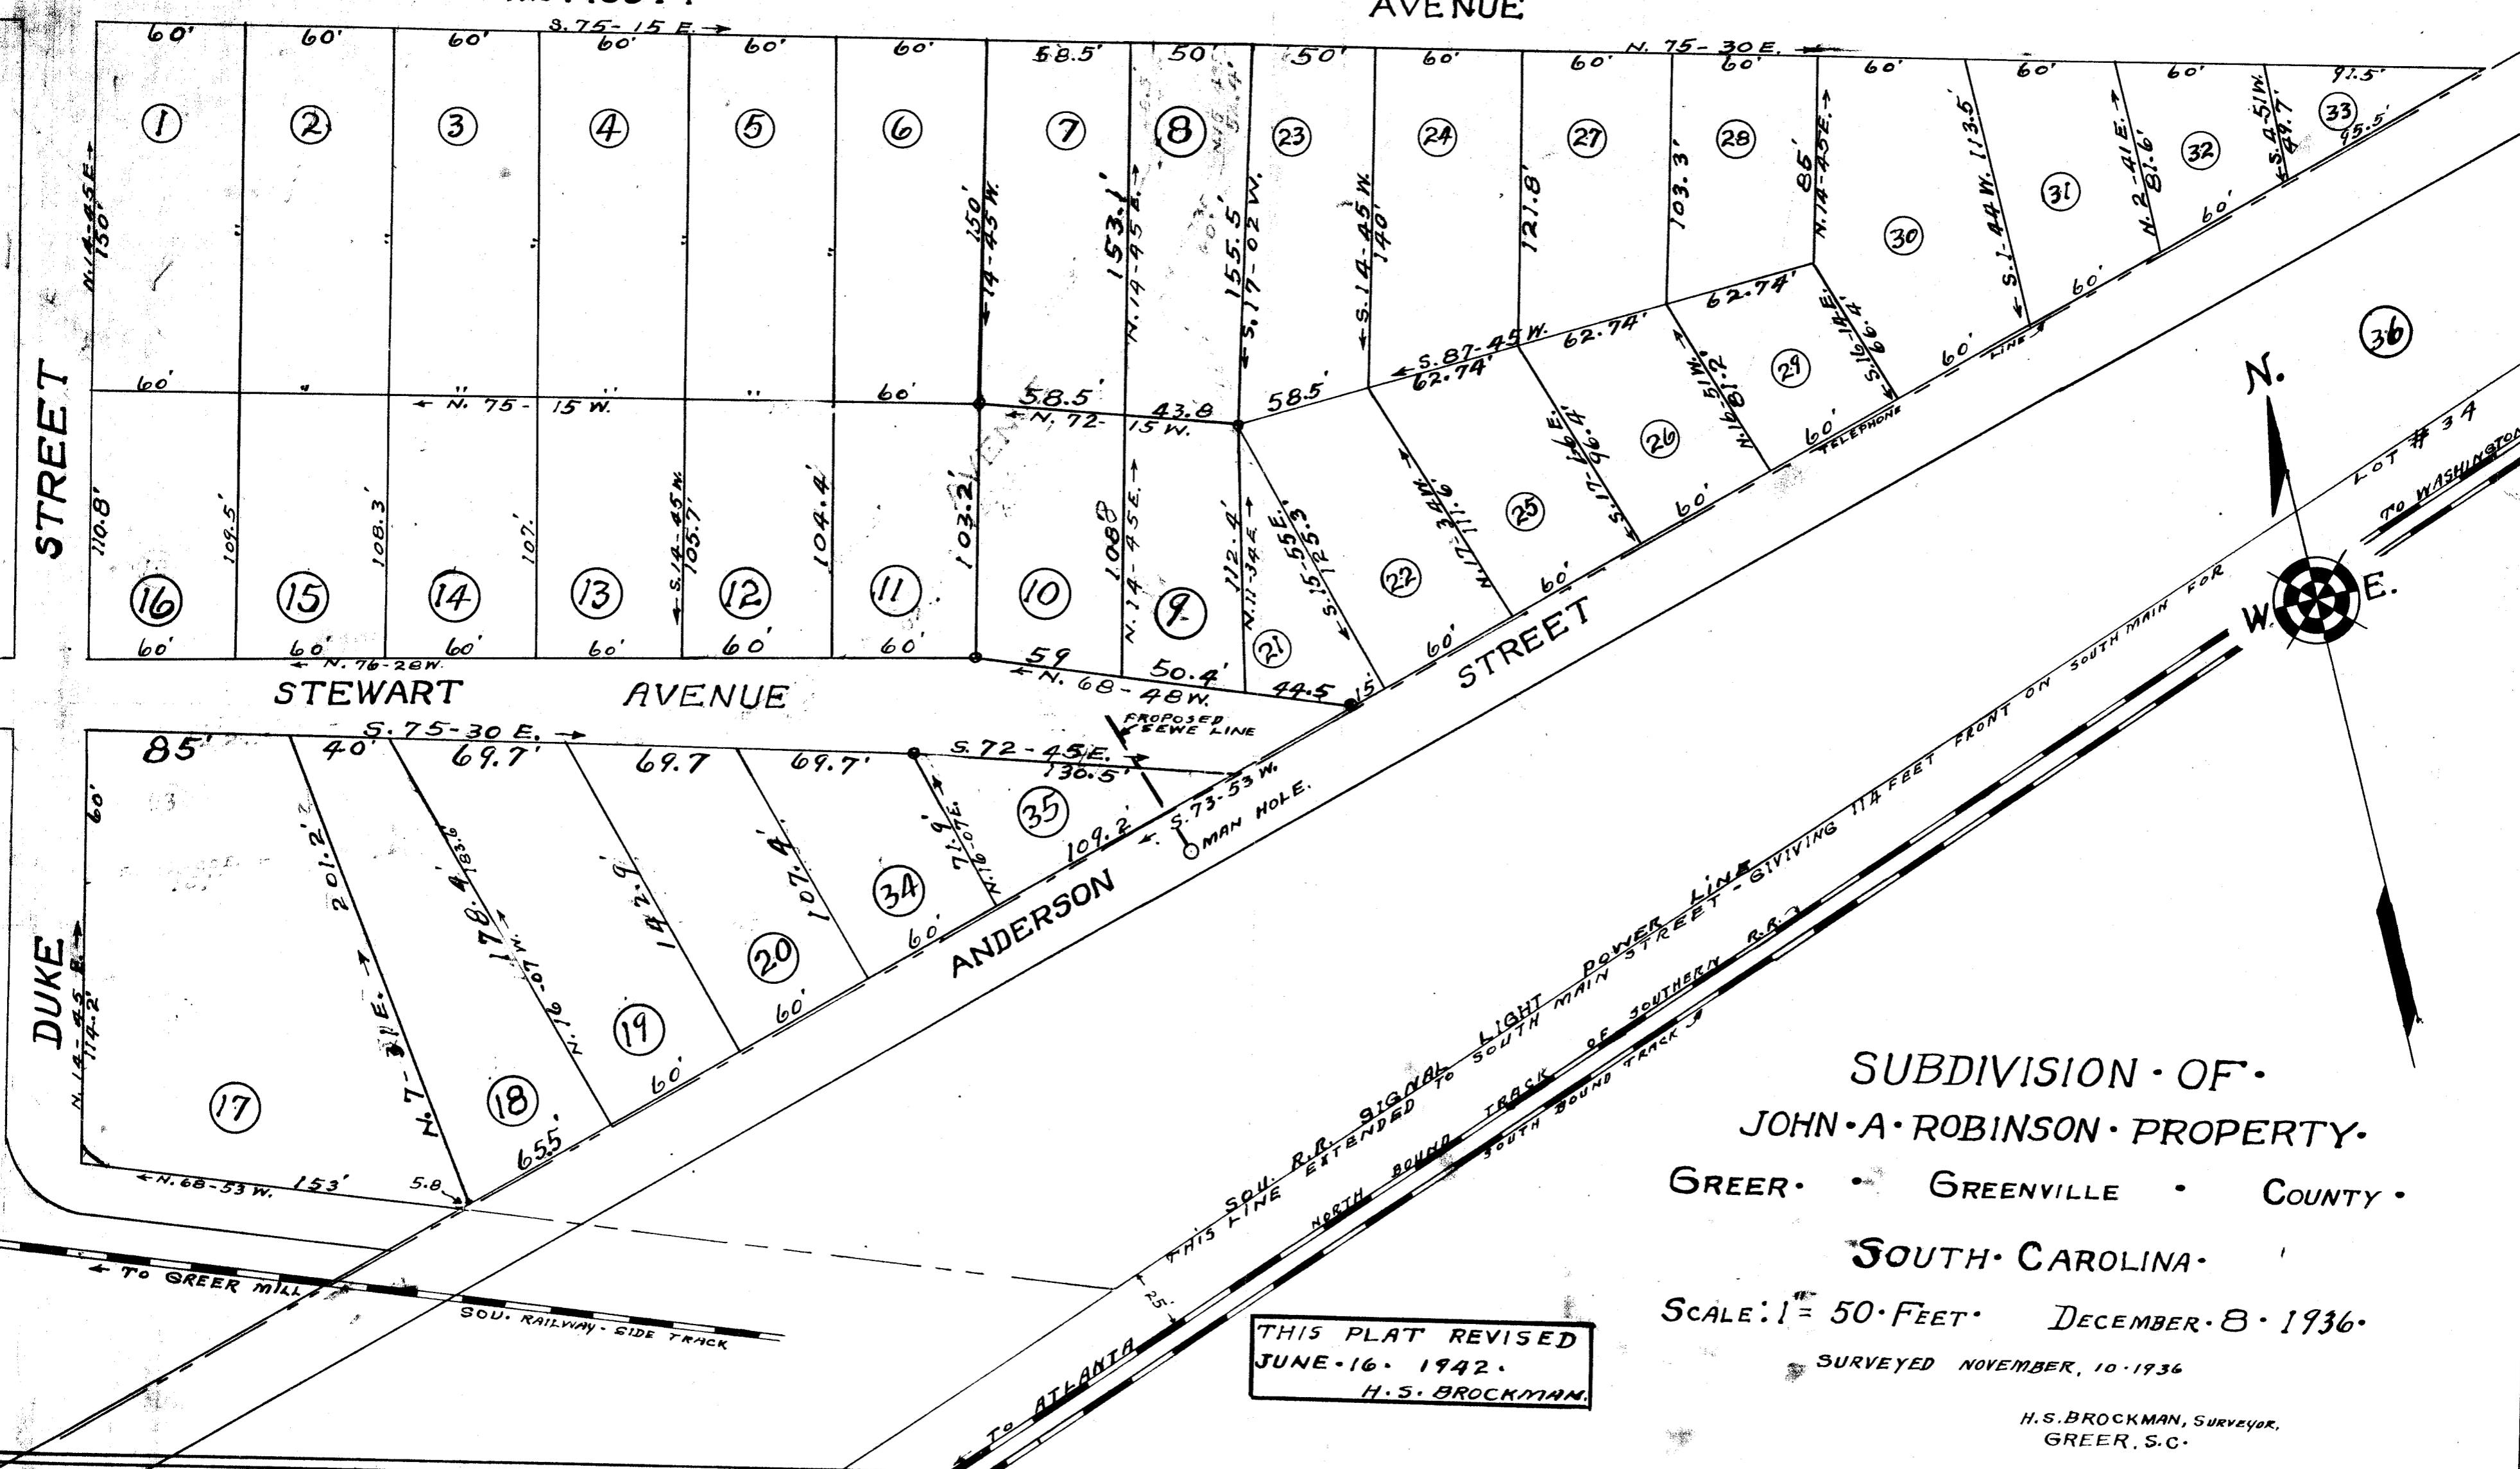 AVENUE
S. 75-15 E. →
N. 75-30 E. →
60' 60' 60' 60' 60' 60' 58.5' 50' 50' 60' 60' 60' 60' 60' 60' 91.5'
1 2 3 4 5 6 7 8 23 24 27 28 30 31 32 33
95.5'
N. 14-45 E →
150'
" " " " "
150'
← 14-45 W.
153.1'
N. 14-45 E. →
155.5'
← S. 17-02 W.
← S. 14-45 W.
140'
121.8'
103.3'
85'
N. 14-45 E. →
← S. 1-44 W. 113.5'
N. 2-41 E. →
81.6'
← S. 4-51 W.
49.7'
60' 60' 60' 60' 60' 60' 60' 60'
TELEPHONE LINE
STREET
60' " " " " 60'
← N. 75-15 W.
58.5' 43.8
← N. 72-15 W.
58.5'
← S. 87-45 W.
62.74' 62.74' 62.74'
110.8' 109.5' 108.3' 107.'
← S. 14-45 W.
105.7'
104.4'
103.2'
108.8
N. 14-45 E. →
112.4'
N. 11-34 E →
← S. 15-55 E.
125.3'
N. 17-34 W. →
111.6'
← S. 17-66 E.
96.4'
N. 16-51 W. →
81.2'
← S. 16-14 E.
66.4'
16 15 14 13 12 11 10 9 21 22 25 26 29
36
60' 60' 60' 60' 60' 60' 59 50.4' 44.5 15'
← N. 76-28 W.
← N. 68-48 W.
STEWART AVENUE
PROPOSED
SEWE LINE
STREET
S. 75-30 E. →
85' 40' 69.7' 69.7 69.7'
S. 72-45 E. →
130.5'
60'
201.2'
N. 7-31 E. →
178.4' 183.6'
N. 16-07 W. →
142.9'
107.4'
71.9'
N. 16-07 E. →
35
109.2'
← S. 73-53 W.
MAN HOLE.
34
20
19
18
17
65.5' 60' 60' 60'
ANDERSON
DUKE
N. 14-45 E. →
114.2'
← N. 68-53 W. 153'
5.8
← TO GREER MILL
SOU. RAILWAY - SIDE TRACK
N.
W. E.
LOT # 34
TO WASHINGTON
THIS SOU. R.R. SIGNAL LIGHT POWER LINE
LINE EXTENDED TO SOUTH MAIN STREET - GIVIVING 114 FEET FRONT ON SOUTH MAIN FOR
NORTH BOUND TRACK OF SOUTHERN R.R.
SOUTH BOUND TRACK
25'
← TO ATLANTA
THIS PLAT REVISED
JUNE · 16 · 1942 ·
H. S. BROCKMAN.
SUBDIVISION · OF ·
JOHN · A · ROBINSON · PROPERTY ·
GREER · · GREENVILLE · COUNTY ·
SOUTH · CAROLINA ·
SCALE: 1" = 50 · FEET · DECEMBER · 8 · 1936 ·
SURVEYED NOVEMBER, 10 · 1936
H. S. BROCKMAN, SURVEYOR,
GREER, S.C.